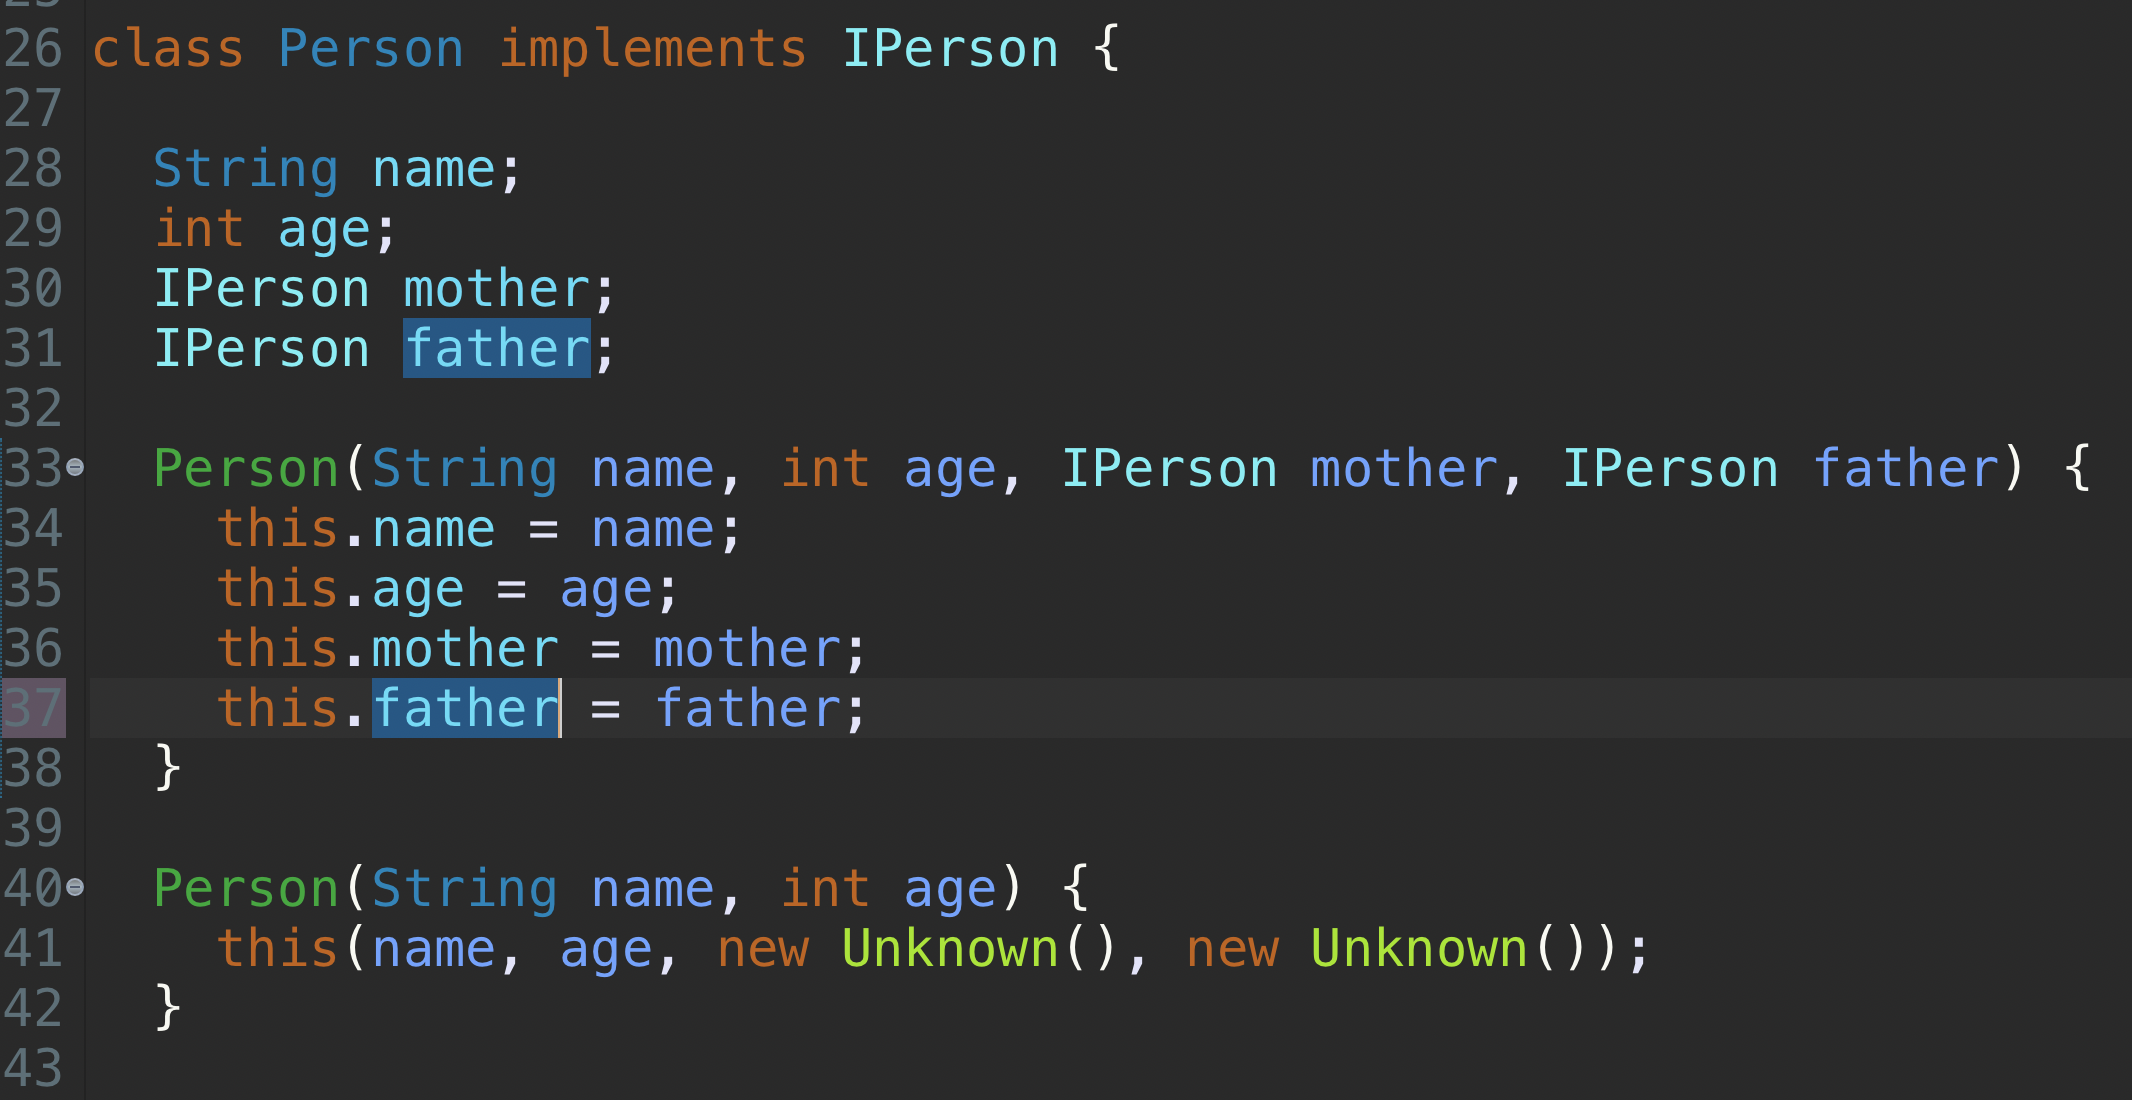 26 class Person implements IPerson {
27
28   String name;
29   int age;
30   IPerson mother;
31   IPerson father;
32
33   Person(String name, int age, IPerson mother, IPerson father) {
34     this.name = name;
35     this.age = age;
36     this.mother = mother;
37     this.father = father;
38   }
39
40   Person(String name, int age) {
41     this(name, age, new Unknown(), new Unknown());
42   }
43